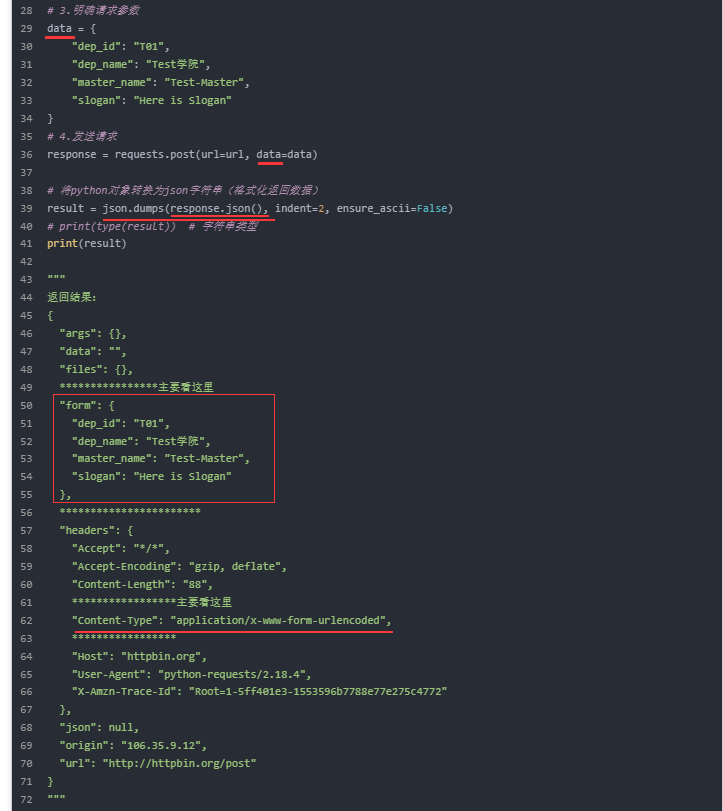 28 # 3.明确请求参数
29 data = {
30     "dep_id": "T01",
31     "dep_name": "Test学院",
32     "master_name": "Test-Master",
33     "slogan": "Here is Slogan"
34 }
35 # 4.发送请求
36 response = requests.post(url=url, data=data)
37
38 # 将python对象转换为json字符串（格式化返回数据）
39 result = json.dumps(response.json(), indent=2, ensure_ascii=False)
40 # print(type(result))  # 字符串类型
41 print(result)
42
43 """
44 返回结果：
45 {
46   "args": {},
47   "data": "",
48   "files": {},
49   ****************主要看这里
50   "form": {
51     "dep_id": "T01",
52     "dep_name": "Test学院",
53     "master_name": "Test-Master",
54     "slogan": "Here is Slogan"
55   },
56   ***********************
57   "headers": {
58     "Accept": "*/*",
59     "Accept-Encoding": "gzip, deflate",
60     "Content-Length": "88",
61     *****************主要看这里
62     "Content-Type": "application/x-www-form-urlencoded",
63     *****************
64     "Host": "httpbin.org",
65     "User-Agent": "python-requests/2.18.4",
66     "X-Amzn-Trace-Id": "Root=1-5ff401e3-1553596b7788e77e275c4772"
67   },
68   "json": null,
69   "origin": "106.35.9.12",
70   "url": "http://httpbin.org/post"
71 }
72 """